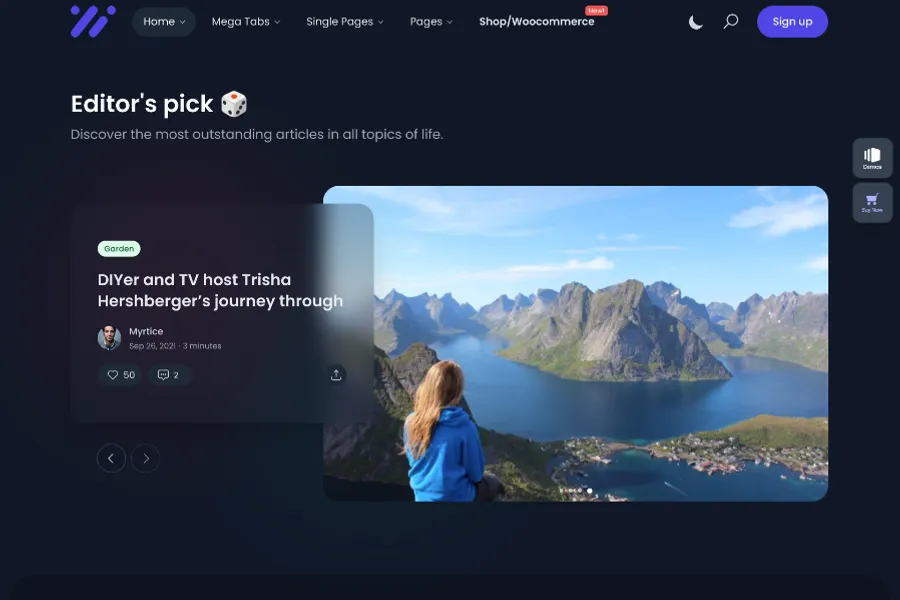 Home
Mega Tabs
Single Pages
Pages
Shop/Woocommerce
New!
Sign up
Editor's pick 🎲
Discover the most outstanding articles in all topics of life.
Demos
Buy Now
Garden
DIYer and TV host Trisha
Hershberger’s journey through
Myrtice
Sep 26, 2021 · 3 minutes
50
2